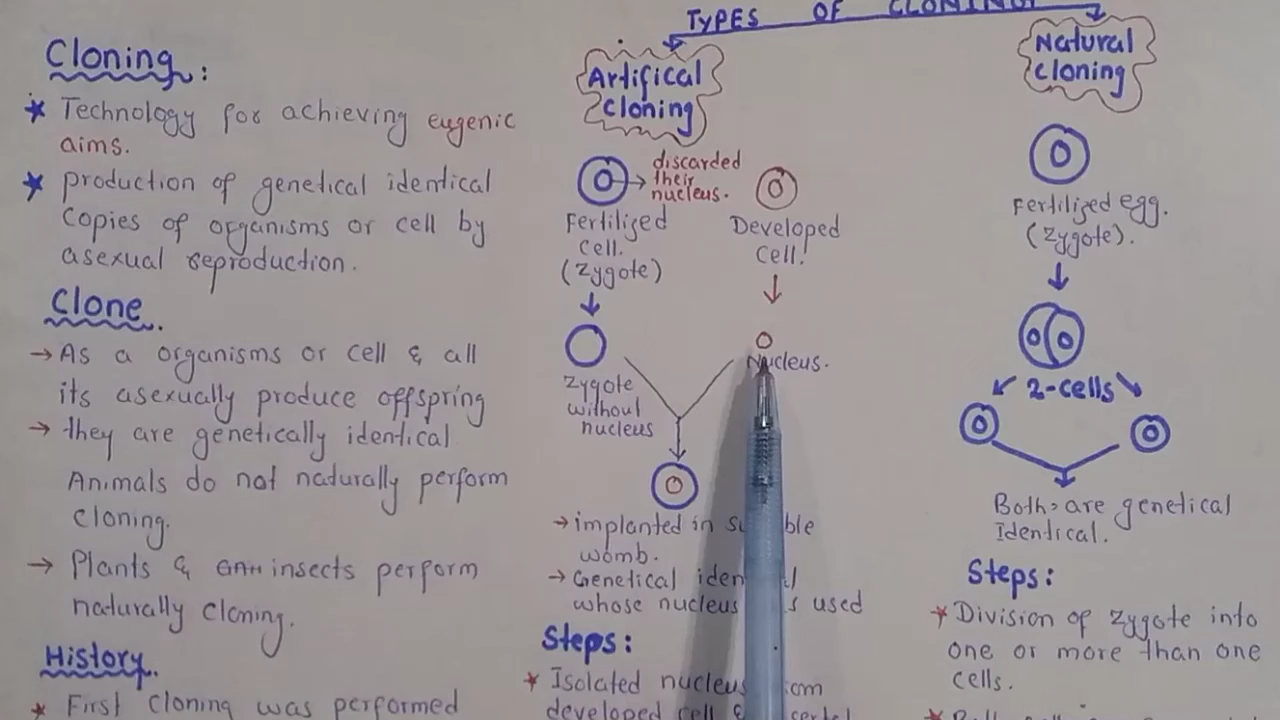 TYPES OF CLONING:
Cloning:
Technology for achieving eugenic
aims.
production of genetical identical
Copies of organisms or cell by
asexual reproduction.
Clone
As a organisms or cell & all
its asexually produce offspring
they are genetically identical
Animals do not naturally perform
cloning.
Plants & insects perform
naturally cloning.
History
First cloning was performed
Artifical
Cloning
discarded
their
nucleus.
Fertilized
Cell.
(Zygote)
Developed
Cell.
Zygote
without
nucleus
Nucleus.
implanted in
womb.
Genetical
whose nucleus used
Steps:
Isolated nucleus
developed cell &
Natural
Cloning
Fertilized egg.
(Zygote).
2-cells
Both are genetical
Identical.
Steps:
Division of zygote into
one or more than one
cells.